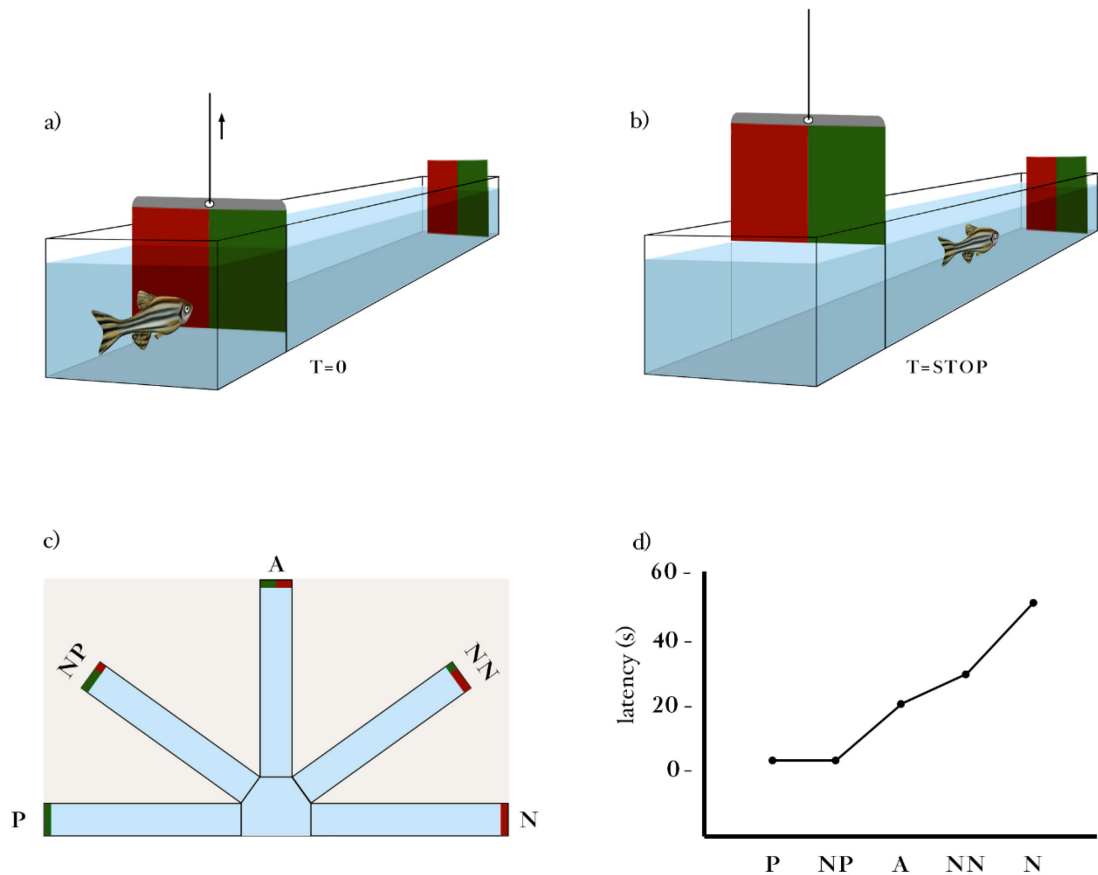 a)
T=0
b)
T=STOP
c)
A
NP
NN
P
N
d)
latency (s)
60 –
40 –
20 –
0 –
P NP A NN N